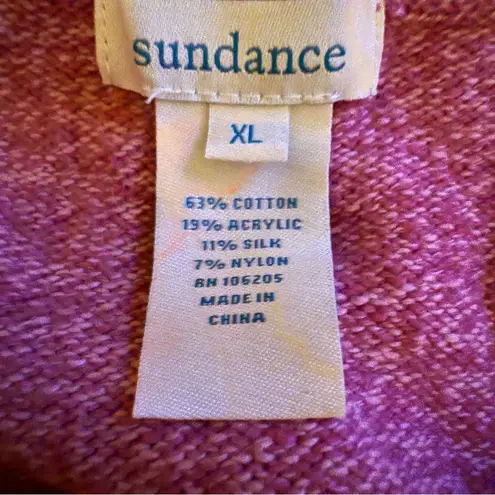 sundance
XL
63% COTTON
19% ACRYLIC
11% SILK
7% NYLON
RN 106205
MADE IN
CHINA